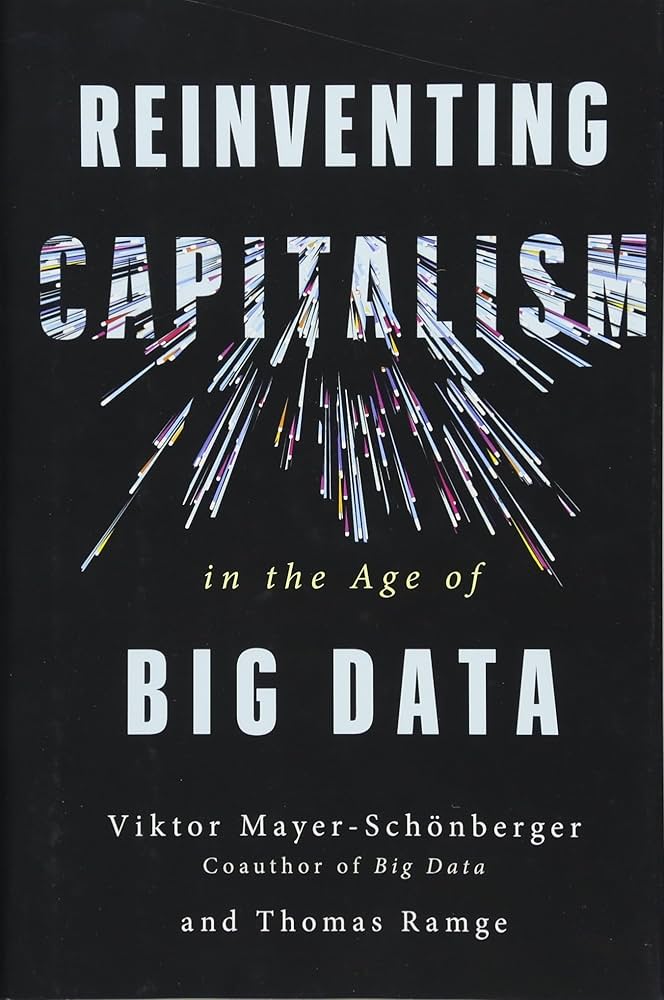 REINVENTING
CAPITALISM
in the Age of
BIG DATA
Viktor Mayer-Schönberger
Coauthor of Big Data
and Thomas Ramge